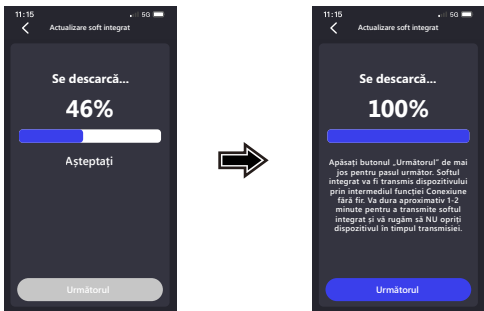 11:15
5G
Actualizare soft integrat
Se descarcă...
46%
Așteptați
Următorul
11:15
5G
Actualizare soft integrat
Se descarcă...
100%
Apăsați butonul „Următorul” de mai
jos pentru pasul următor. Softul
integrat va fi transmis dispozitivului
prin intermediul funcției Conexiune
fără fir. Va dura aproximativ 1-2
minute pentru a transmite softul
integrat și vă rugăm să NU opriți
dispozitivul în timpul transmisiei.
Următorul